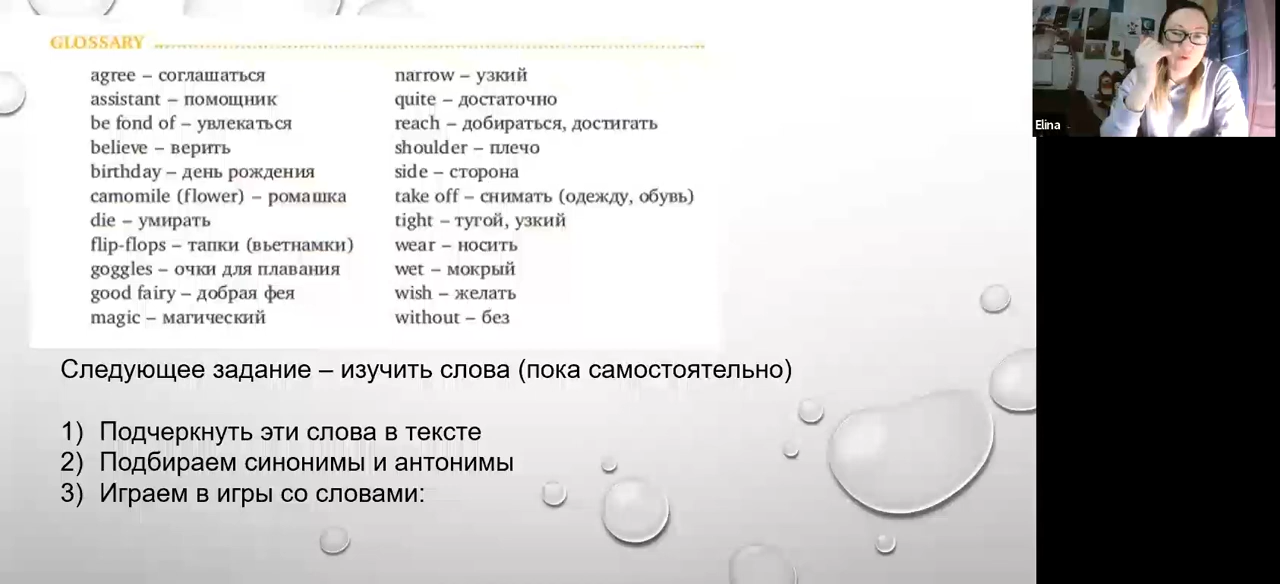 GLOSSARY
agree – соглашаться
assistant – помощник
be fond of – увлекаться
believe – верить
birthday – день рождения
camomile (flower) – ромашка
die – умирать
flip-flops – тапки (вьетнамки)
goggles – очки для плавания
good fairy – добрая фея
magic – магический
narrow – узкий
quite – достаточно
reach – добираться, достигать
shoulder – плечо
side – сторона
take off – снимать (одежду, обувь)
tight – тугой, узкий
wear – носить
wet – мокрый
wish – желать
without – без
Следующее задание – изучить слова (пока самостоятельно)
1) Подчеркнуть эти слова в тексте
2) Подбираем синонимы и антонимы
3) Играем в игры со словами:
Elina